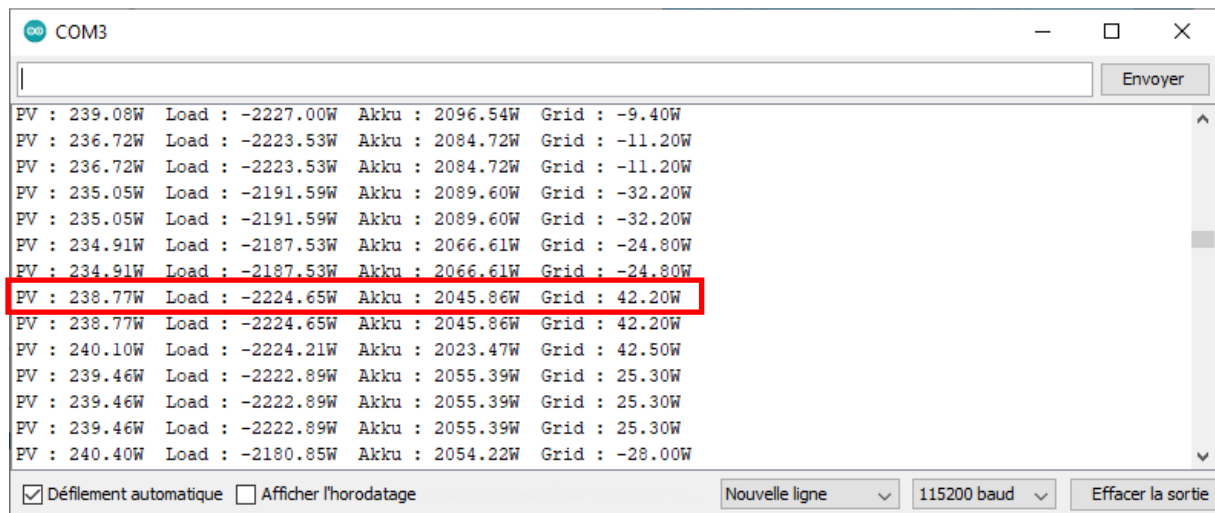 COM3
Envoyer
PV : 239.08W  Load : -2227.00W  Akku : 2096.54W  Grid : -9.40W
PV : 236.72W  Load : -2223.53W  Akku : 2084.72W  Grid : -11.20W
PV : 236.72W  Load : -2223.53W  Akku : 2084.72W  Grid : -11.20W
PV : 235.05W  Load : -2191.59W  Akku : 2089.60W  Grid : -32.20W
PV : 235.05W  Load : -2191.59W  Akku : 2089.60W  Grid : -32.20W
PV : 234.91W  Load : -2187.53W  Akku : 2066.61W  Grid : -24.80W
PV : 234.91W  Load : -2187.53W  Akku : 2066.61W  Grid : -24.80W
PV : 238.77W  Load : -2224.65W  Akku : 2045.86W  Grid : 42.20W
PV : 238.77W  Load : -2224.65W  Akku : 2045.86W  Grid : 42.20W
PV : 240.10W  Load : -2224.21W  Akku : 2023.47W  Grid : 42.50W
PV : 239.46W  Load : -2222.89W  Akku : 2055.39W  Grid : 25.30W
PV : 239.46W  Load : -2222.89W  Akku : 2055.39W  Grid : 25.30W
PV : 239.46W  Load : -2222.89W  Akku : 2055.39W  Grid : 25.30W
PV : 240.40W  Load : -2180.85W  Akku : 2054.22W  Grid : -28.00W
Défilement automatique  Afficher l'horodatage  Nouvelle ligne  115200 baud  Effacer la sortie